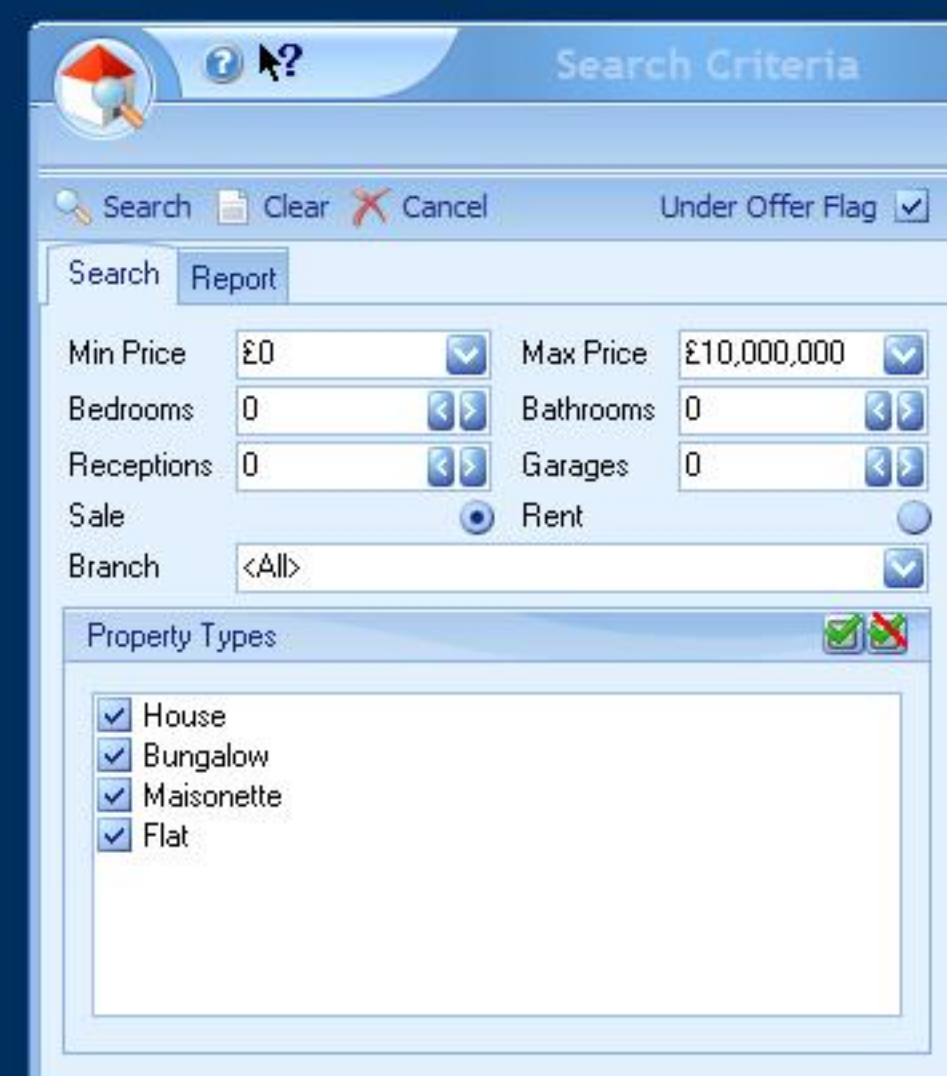 Search Criteria
Search Clear Cancel Under Offer Flag
Search Report
Min Price £0 Max Price £10,000,000
Bedrooms 0 Bathrooms 0
Receptions 0 Garages 0
Sale Rent
Branch <All>
Property Types
House
Bungalow
Maisonette
Flat